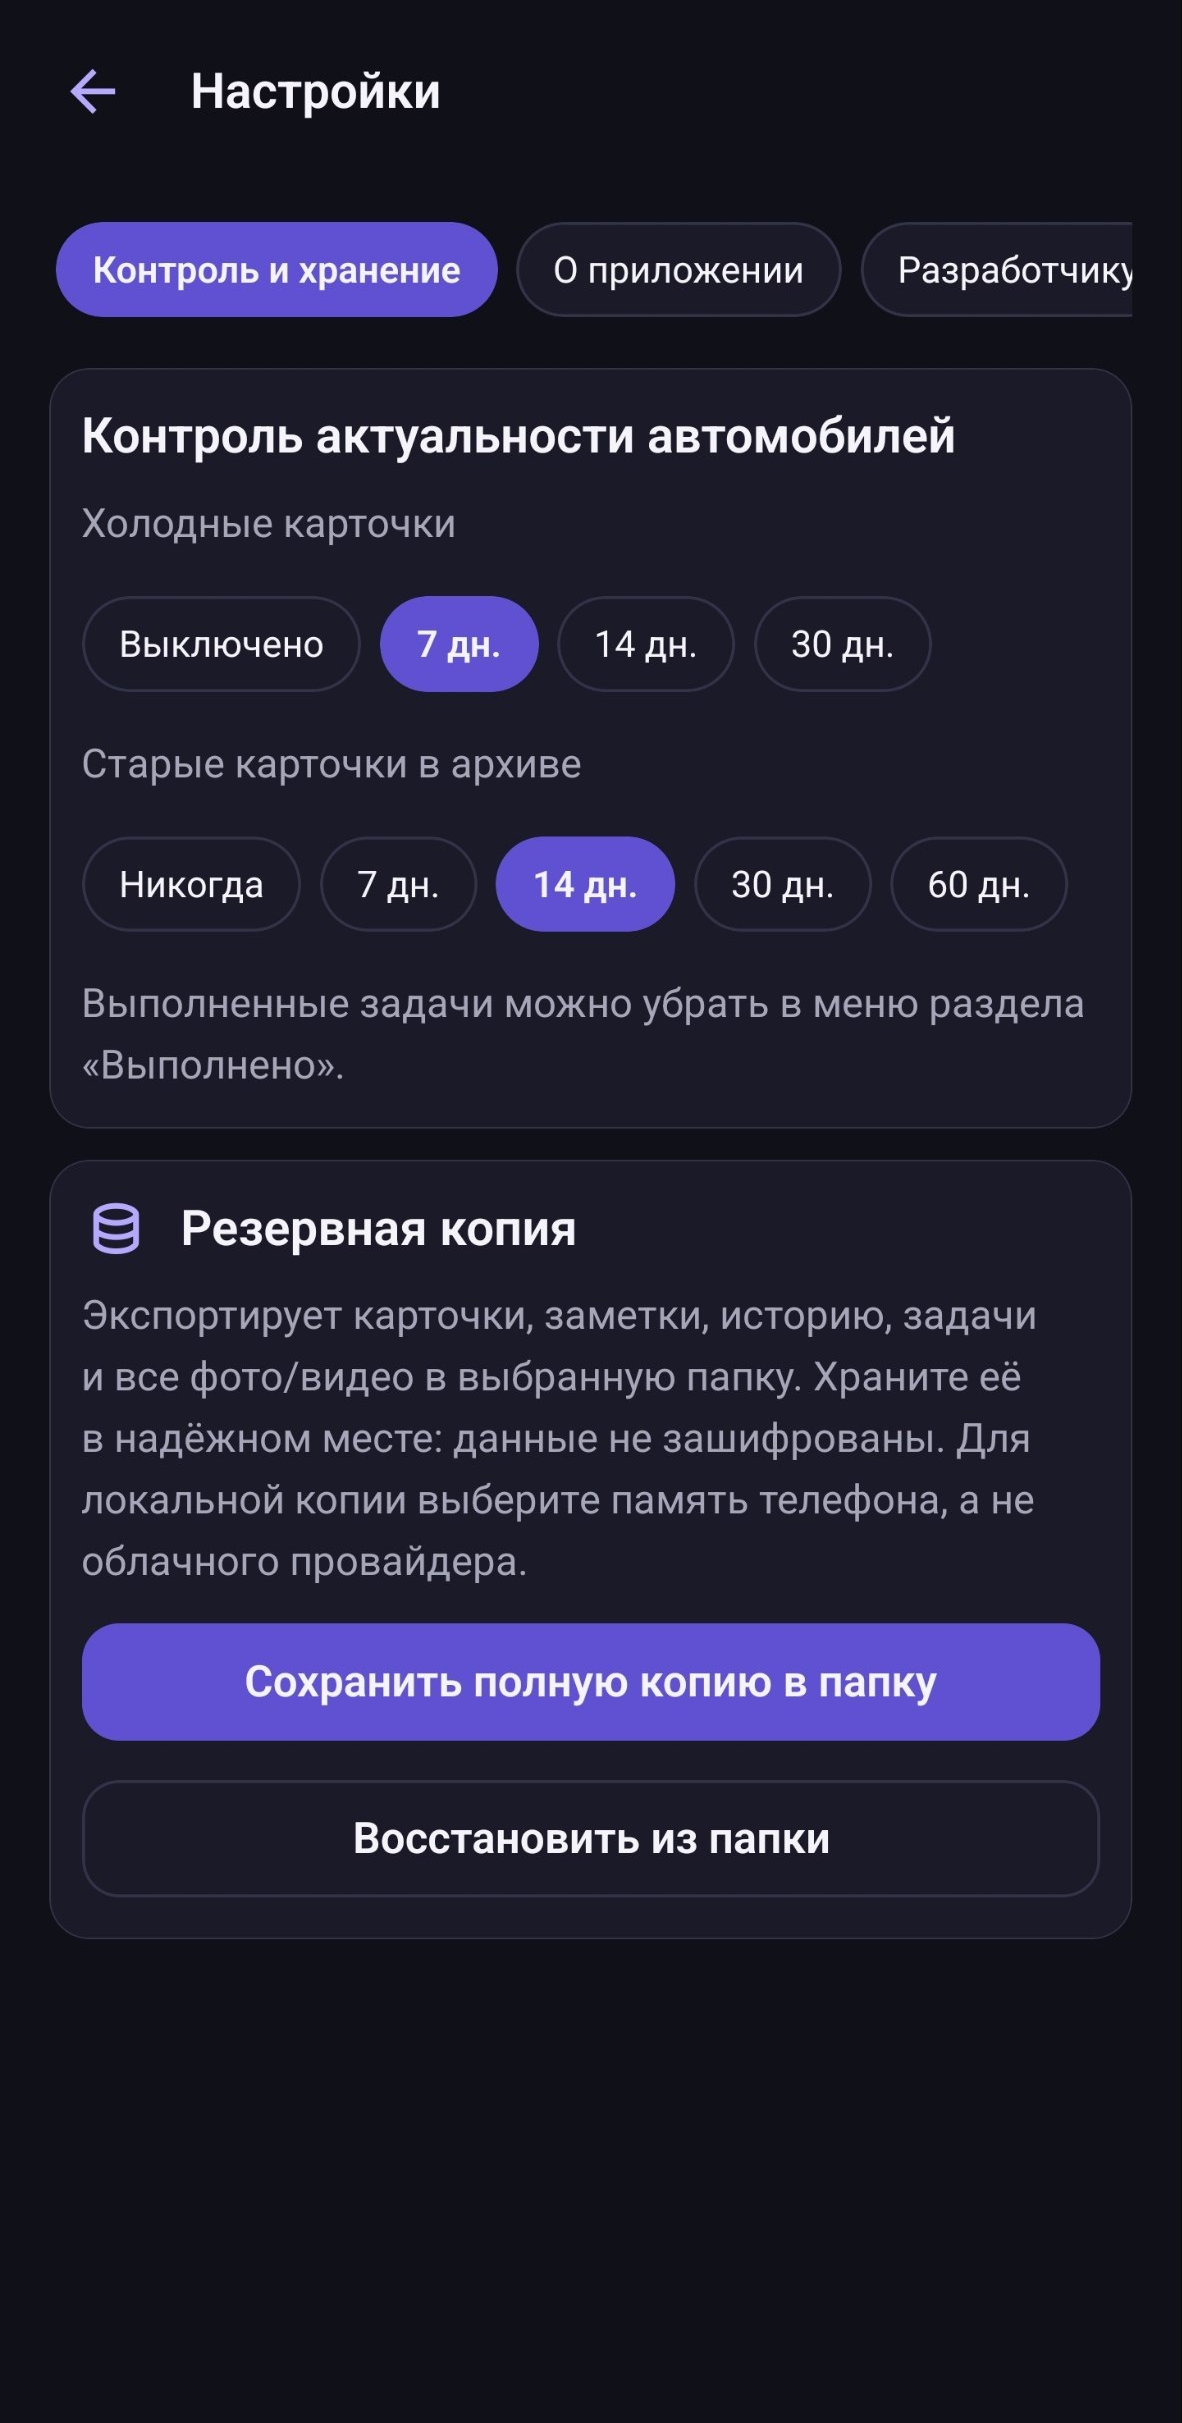 Настройки
Контроль и хранение
О приложении
Разработчику
Контроль актуальности автомобилей
Холодные карточки
Выключено
7 дн.
14 дн.
30 дн.
Старые карточки в архиве
Никогда
7 дн.
14 дн.
30 дн.
60 дн.
Выполненные задачи можно убрать в меню раздела
«Выполнено».
Резервная копия
Экспортирует карточки, заметки, историю, задачи
и все фото/видео в выбранную папку. Храните её
в надёжном месте: данные не зашифрованы. Для
локальной копии выберите память телефона, а не
облачного провайдера.
Сохранить полную копию в папку
Восстановить из папки